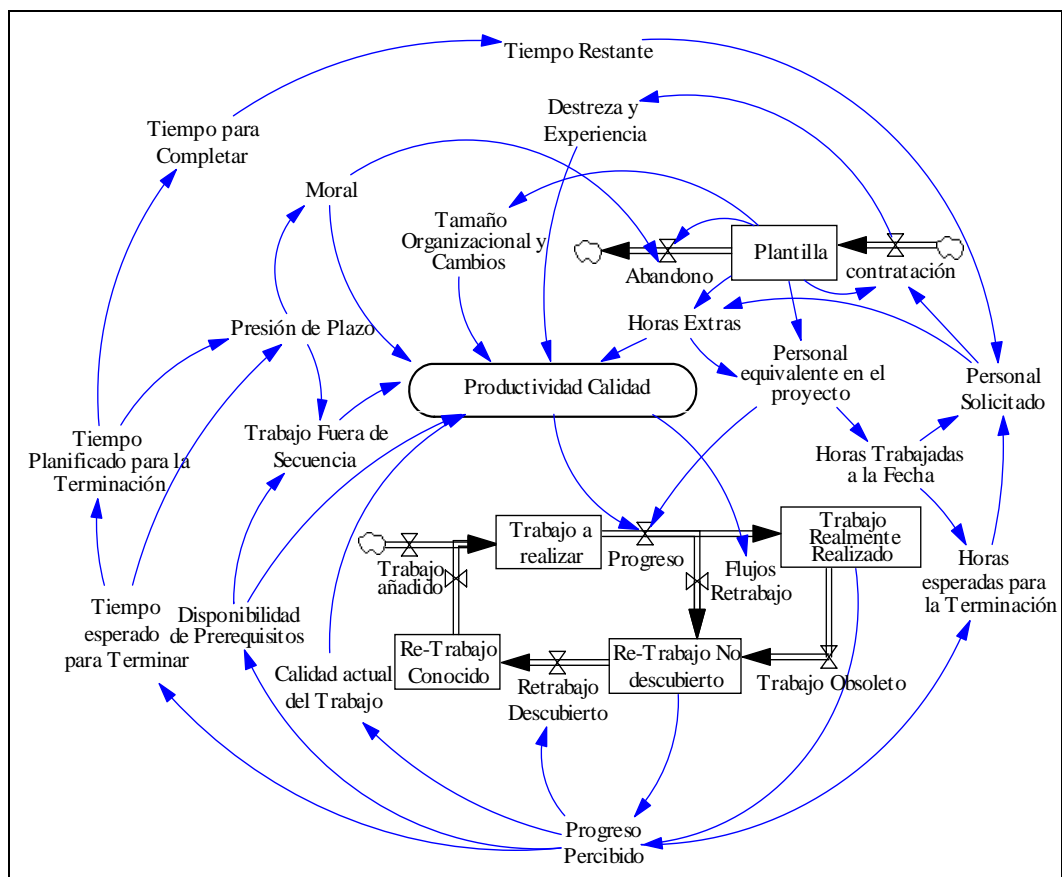 Tiempo Restante
Destreza y
Experiencia
Tiempo para
Completar
Moral
Tamaño
Organizacional y
Cambios
Plantilla
Abandono
contratación
Presión de Plazo
Horas Extras
Personal
equivalente en el
proyecto
Personal
Solicitado
Productividad Calidad
Tiempo
Planificado para la
Terminación
Trabajo Fuera de
Secuencia
Horas Trabajadas
a la Fecha
Trabajo a
realizar
Progreso
Trabajo
Realmente
Realizado
Trabajo
añadido
Flujos
Retrabajo
Horas
esperadas para
la Terminación
Tiempo
esperado
para Terminar
Disponibilidad
de Prerequisitos
Re-Trabajo
Conocido
Re-Trabajo No
descubierto
Calidad actual
del Trabajo
Retrabajo
Descubierto
Trabajo Obsoleto
Progreso
Percibido